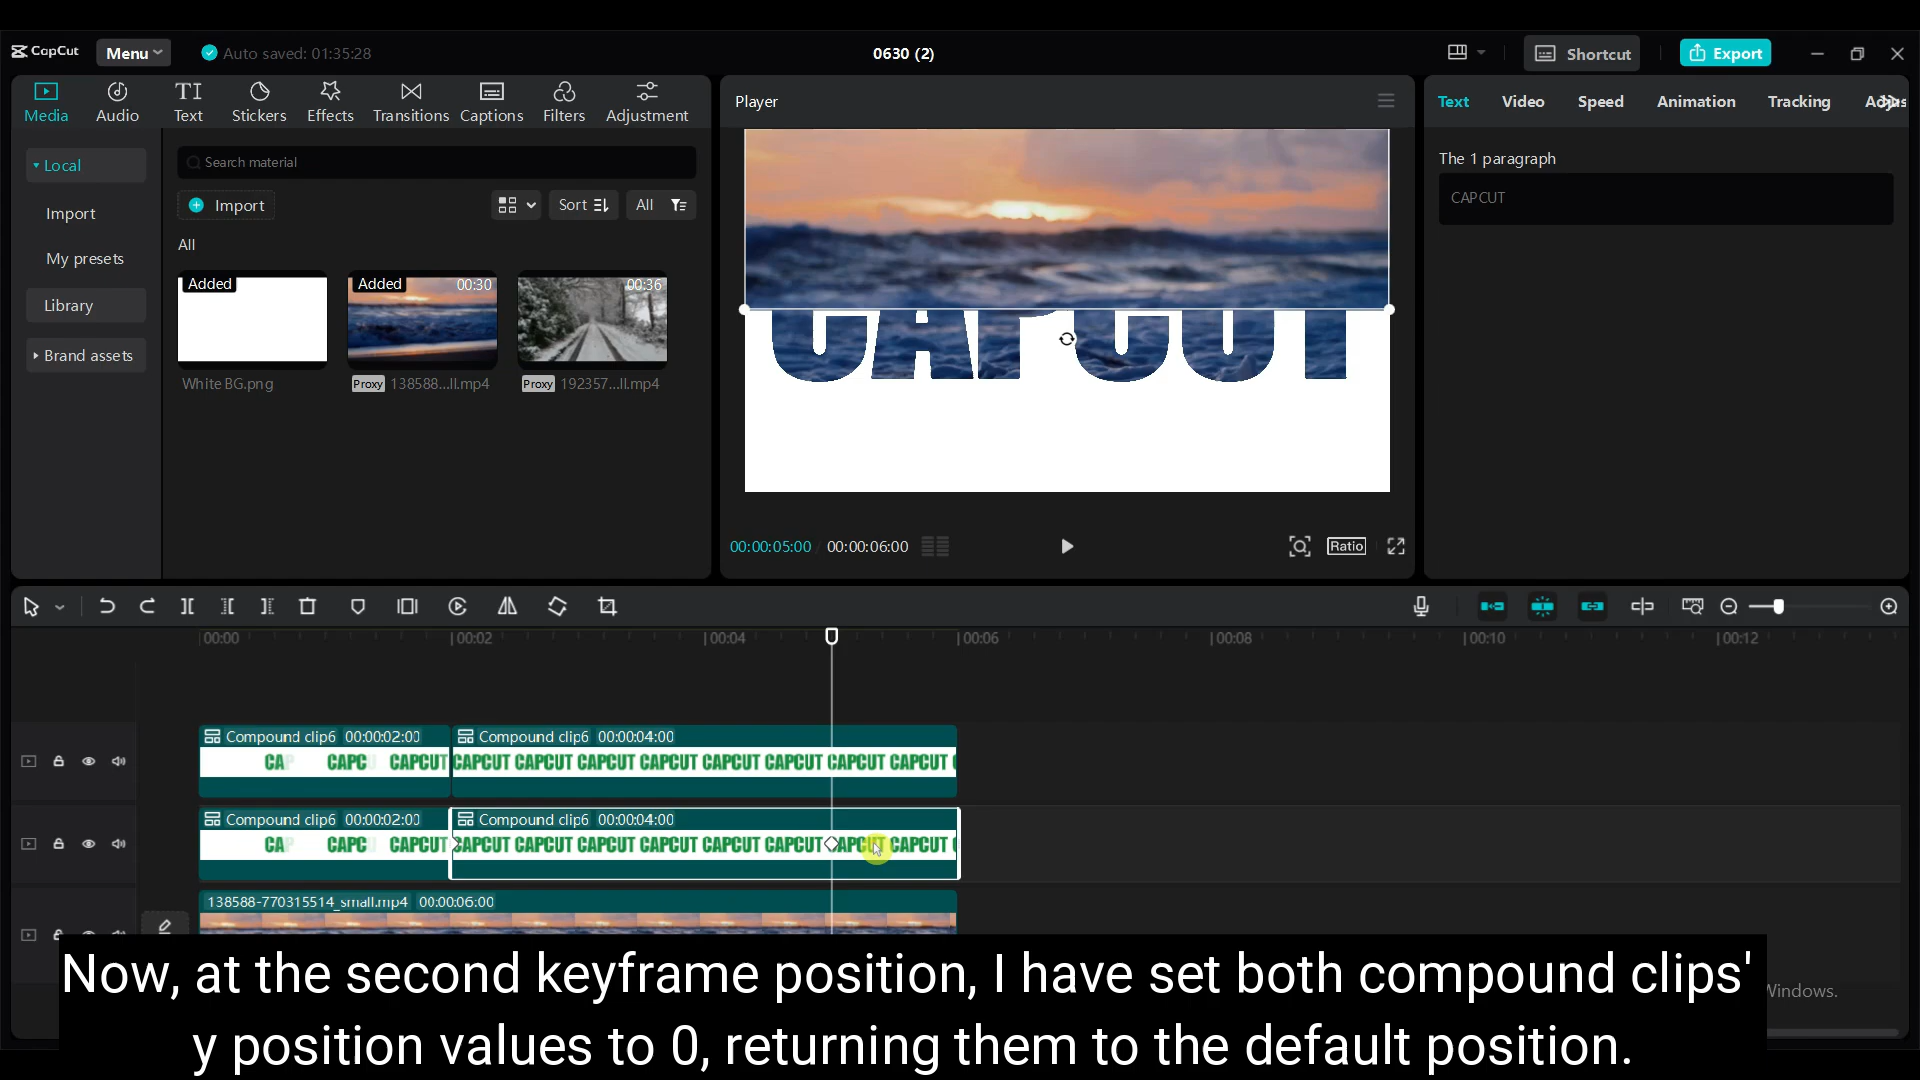 CapCut
Menu
Auto saved: 01:35:28
0630 (2)
Shortcut
Export
Media
Audio
Text
Stickers
Effects
Transitions
Captions
Filters
Adjustment
Player
Text
Video
Speed
Animation
Tracking
Local
Import
My presets
Library
Brand assets
Search material
Import
Sort
All
All
Added
Added
00:30
00:36
White BG.png
Proxy 138588...ll.mp4
Proxy 192357...ll.mp4
CAPCUT
The 1 paragraph
CAPCUT
00:00:05:00
00:00:06:00
Ratio
00:00
00:02
00:04
00:06
00:08
00:10
00:12
Compound clip6 00:00:02:00
Compound clip6 00:00:04:00
CAP CAPC CAPCUT CAPCUT CAPCUT CAPCUT CAPCUT CAPCUT CAPCUT CAPCUT CAPCUT
Compound clip6 00:00:02:00
Compound clip6 00:00:04:00
CAP CAPC CAPCUT CAPCUT CAPCUT CAPCUT CAPCUT CAPCUT CAPCUT CAPCUT CAPCUT
138588-770315514_small.mp4 00:00:06:00
Now, at the second keyframe position, I have set both compound clips'
y position values to 0, returning them to the default position.
Windows.